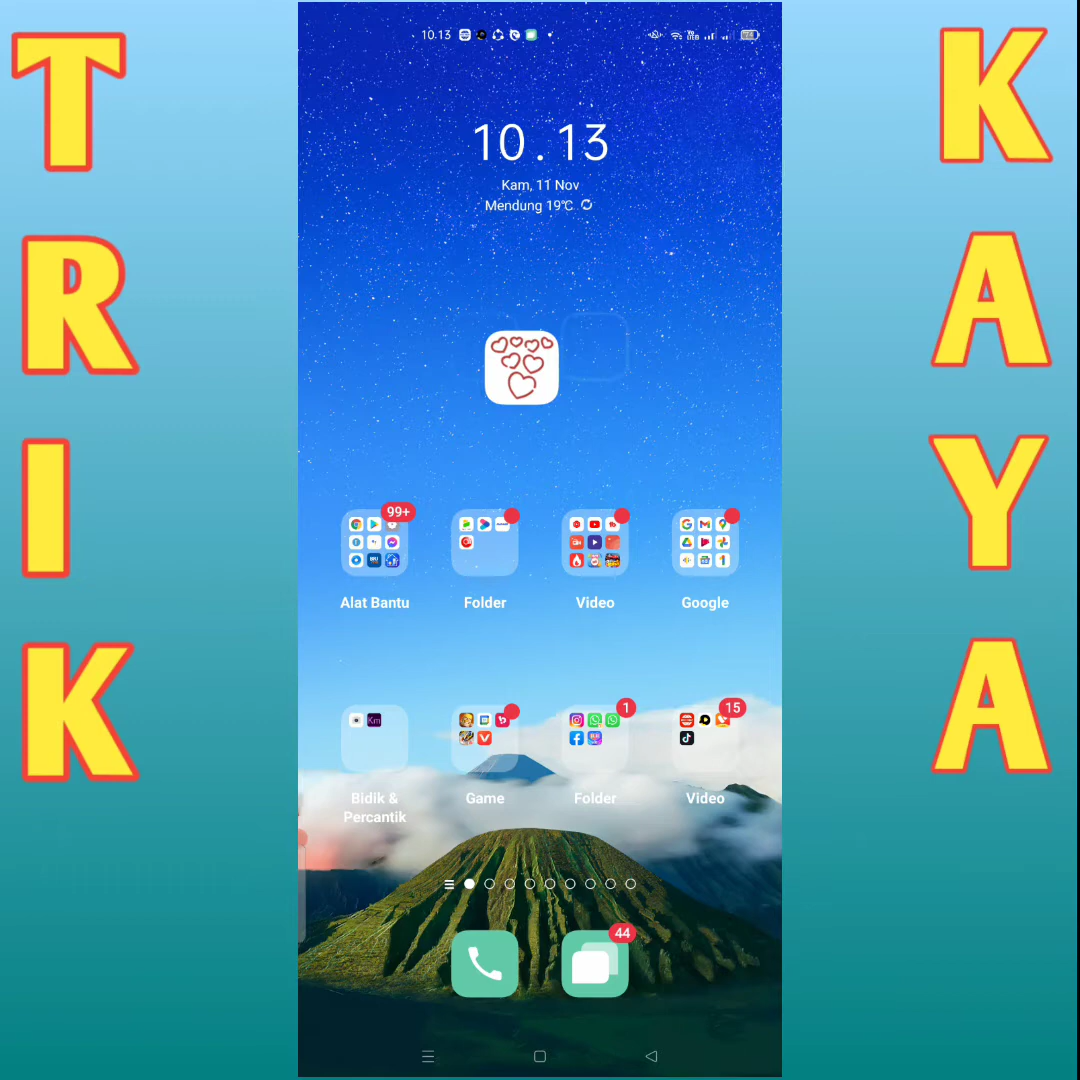 TRIK
KAYA
10.13
10.13
Kam, 11 Nov
Mendung 19°C
99+
Alat Bantu
Folder
Video
Google
Km
1
15
Bidik &
Percantik
Game
Folder
Video
44